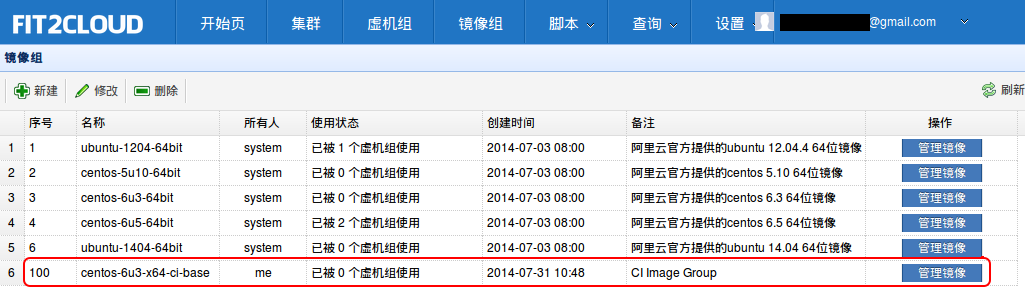 FIT2CLOUD 开始页 集群 虚机组 镜像组 脚本 查询 设置 @gmail.com
镜像组
新建 修改 删除 刷新
序号 名称 所有人 使用状态 创建时间 备注 操作
1 1 ubuntu-1204-64bit system 已被 1 个虚机组使用 2014-07-03 08:00 阿里云官方提供的ubuntu 12.04.4 64位镜像 管理镜像
2 2 centos-5u10-64bit system 已被 0 个虚机组使用 2014-07-03 08:00 阿里云官方提供的centos 5.10 64位镜像 管理镜像
3 3 centos-6u3-64bit system 已被 0 个虚机组使用 2014-07-03 08:00 阿里云官方提供的centos 6.3 64位镜像 管理镜像
4 4 centos-6u5-64bit system 已被 2 个虚机组使用 2014-07-03 08:00 阿里云官方提供的centos 6.5 64位镜像 管理镜像
5 6 ubuntu-1404-64bit system 已被 0 个虚机组使用 2014-07-03 08:00 阿里云官方提供的ubuntu 14.04 64位镜像 管理镜像
6 100 centos-6u3-x64-ci-base me 已被 0 个虚机组使用 2014-07-31 10:48 CI Image Group 管理镜像